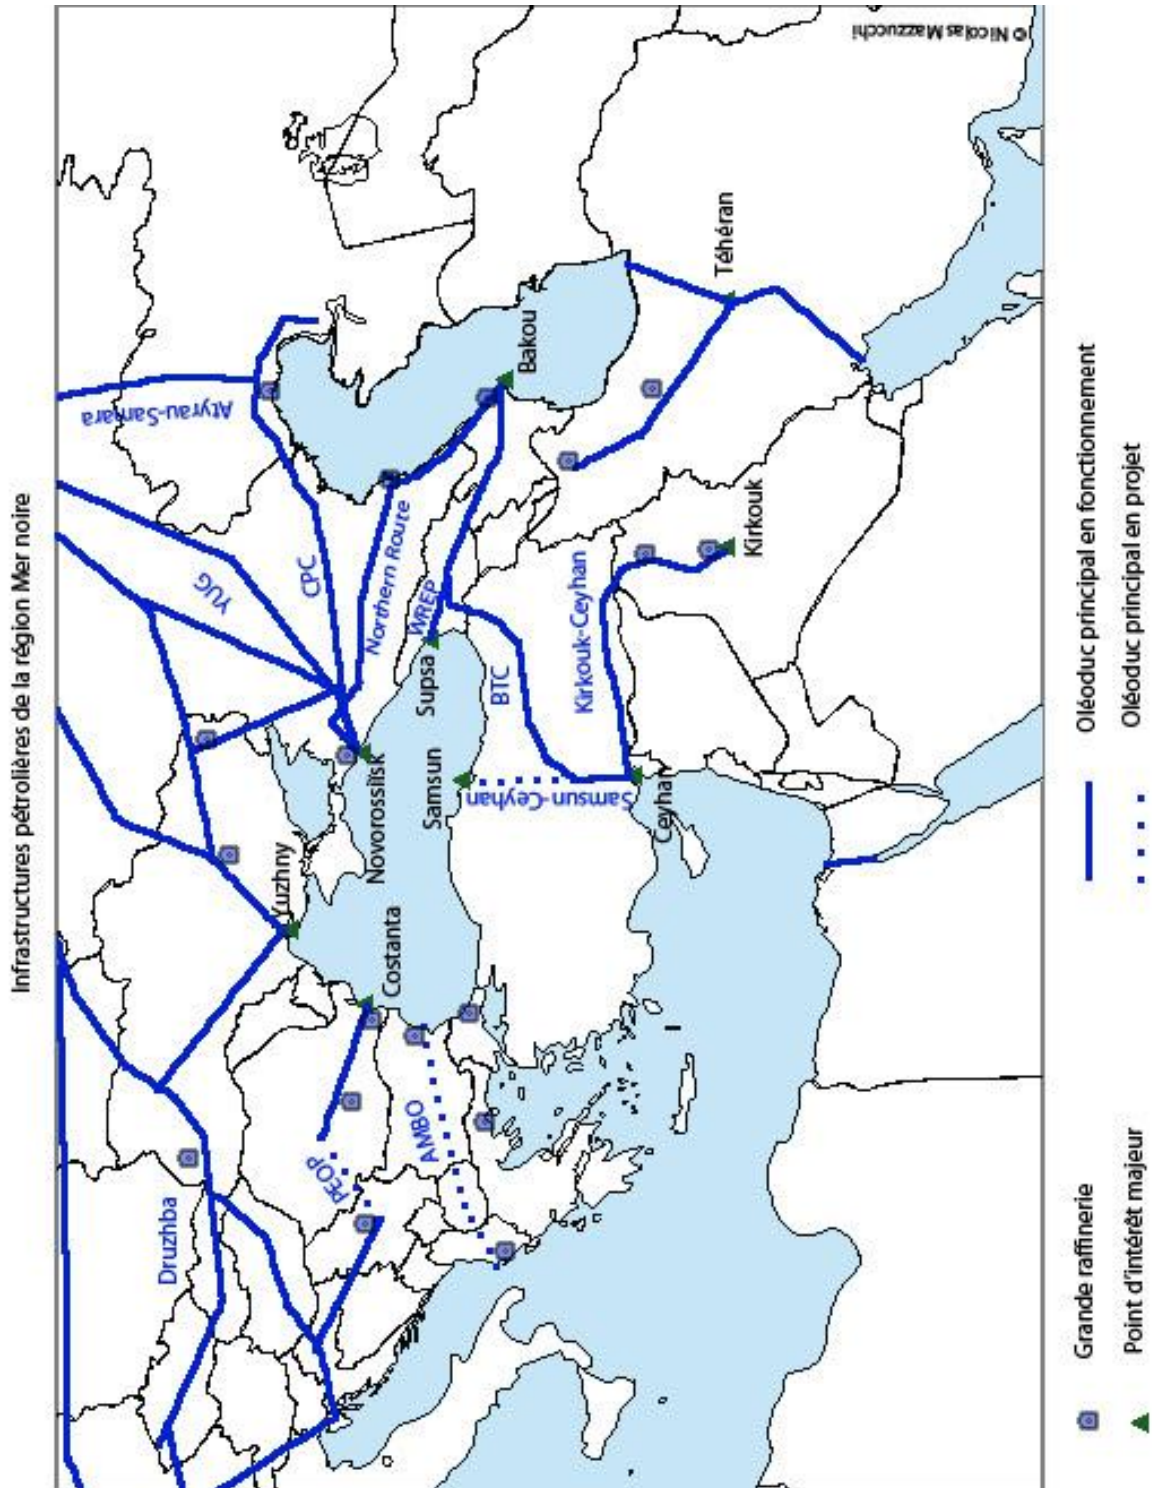 Infrastructures pétrolières de la région Mer noire
Druzhba
Atyrau-Samara
YUG
CPC
Northern Route
WREP
BTC
Kirkouk-Ceyhan
Samsun-Ceyhan
PEOP
AMBO
Yuzhny
Costanta
Novorossiisk
Samsun
Supsa
Ceyhan
Bakou
Téhéran
Kirkouk
© Nicolas Mazzucchi
Grande raffinerie
Point d'intérêt majeur
Oléoduc principal en fonctionnement
Oléoduc principal en projet